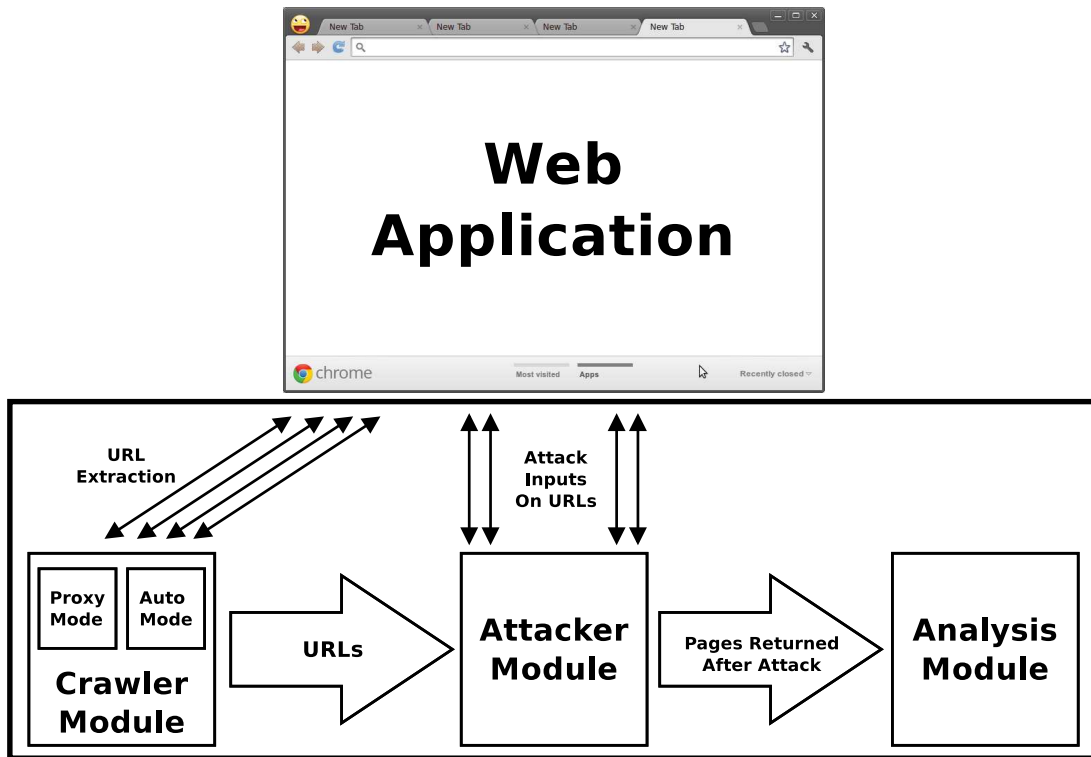 New Tab
New Tab
New Tab
New Tab
Web
Application
chrome
Most visited
Apps
Recently closed
URL
Extraction
Attack
Inputs
On URLs
Proxy
Mode
Auto
Mode
Crawler
Module
URLs
Attacker
Module
Pages Returned
After Attack
Analysis
Module